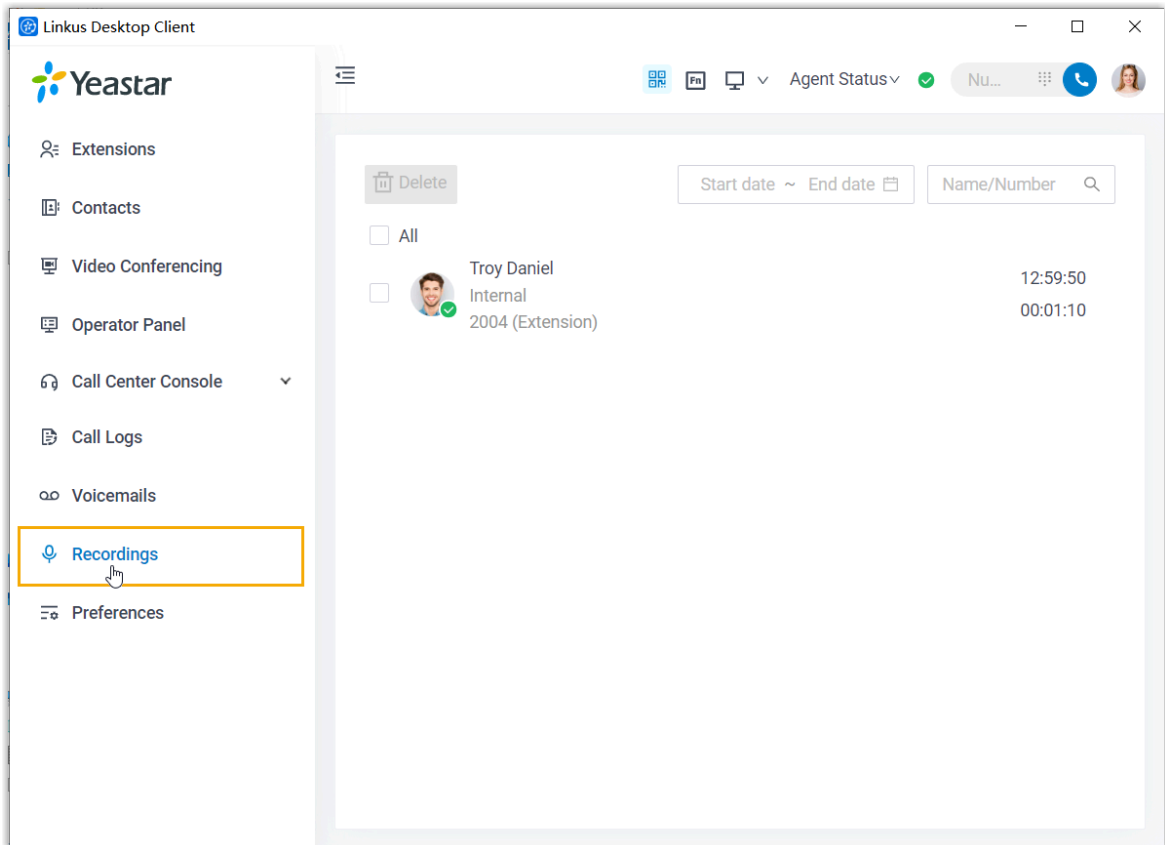 Linkus Desktop Client
Yeastar
Fn
Agent Status
Nu...
Extensions
Contacts
Video Conferencing
Operator Panel
Call Center Console
Call Logs
Voicemails
Recordings
Preferences
Delete
Start date ~ End date
Name/Number
All
Troy Daniel
Internal
2004 (Extension)
12:59:50
00:01:10